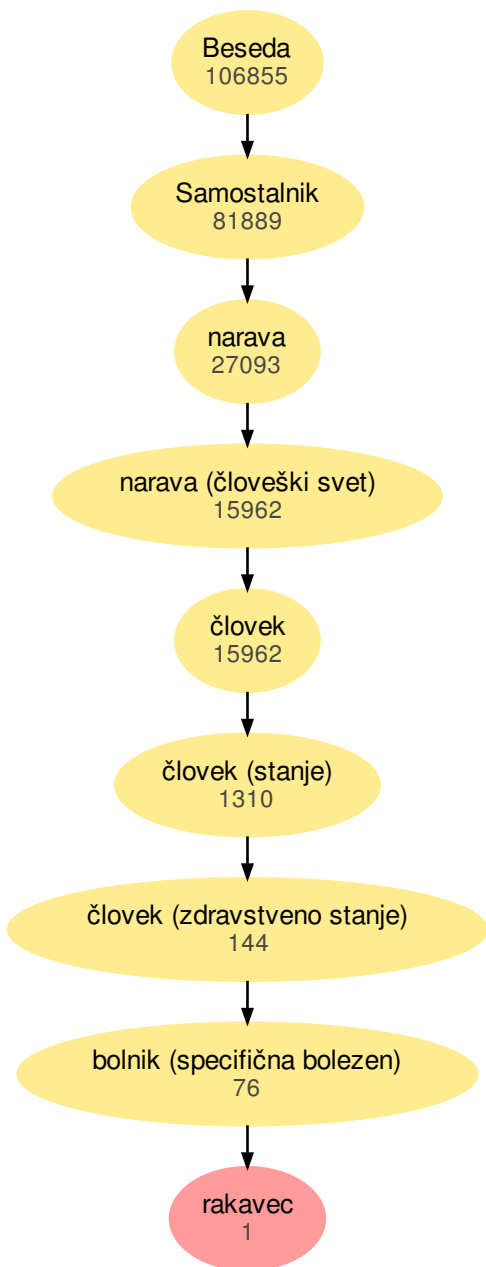 Beseda
106855
Samostalnik
81889
narava
27093
narava (človeški svet)
15962
človek
15962
človek (stanje)
1310
človek (zdravstveno stanje)
144
bolnik (specifična bolezen)
76
rakavec
1